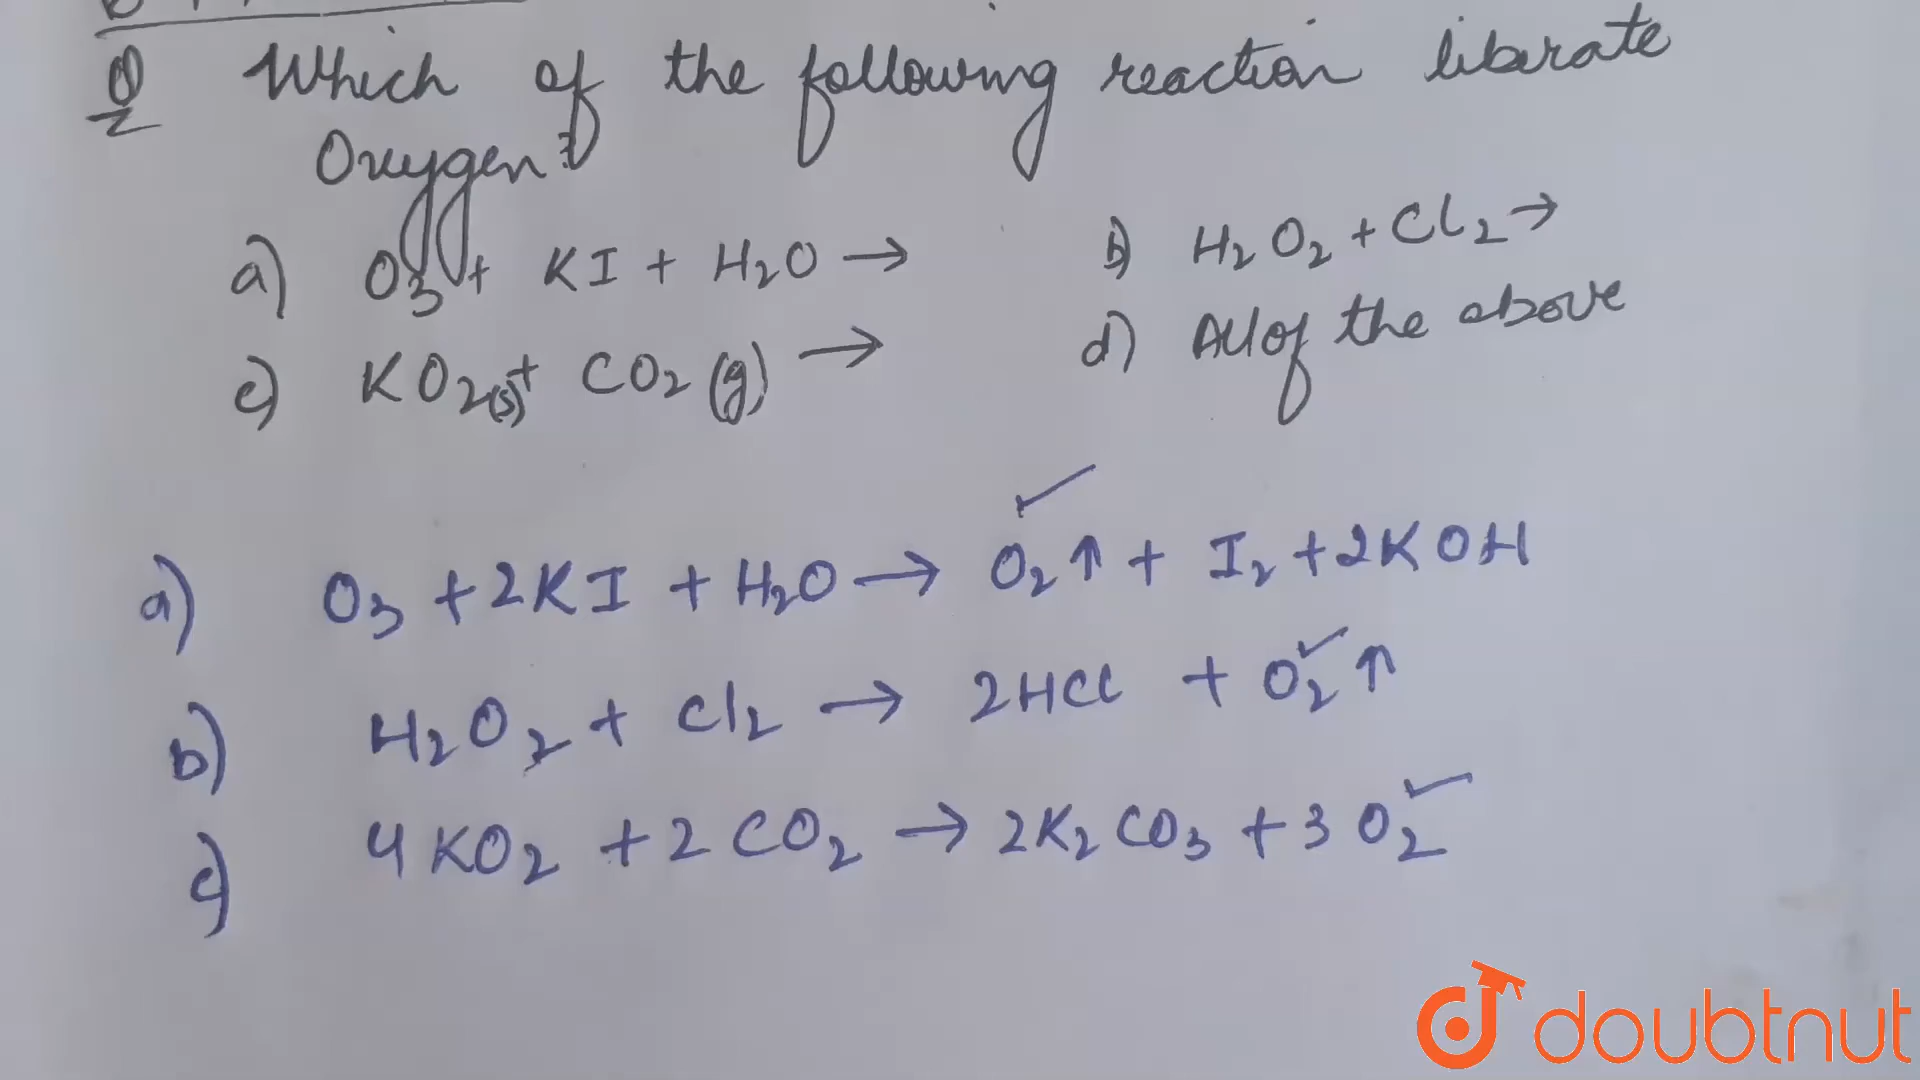 Q Which of the following reaction liberate
Oxygen?
a) O3 + KI + H2O → b) H2O2 + Cl2 →
c) KO2(s) + CO2(g) → d) All of the above
a) O3 + 2KI + H2O → O2↑ + I2 + 2KOH
b) H2O2 + Cl2 → 2HCl + O2↑
c) 4KO2 + 2CO2 → 2K2CO3 + 3O2
doubtnut